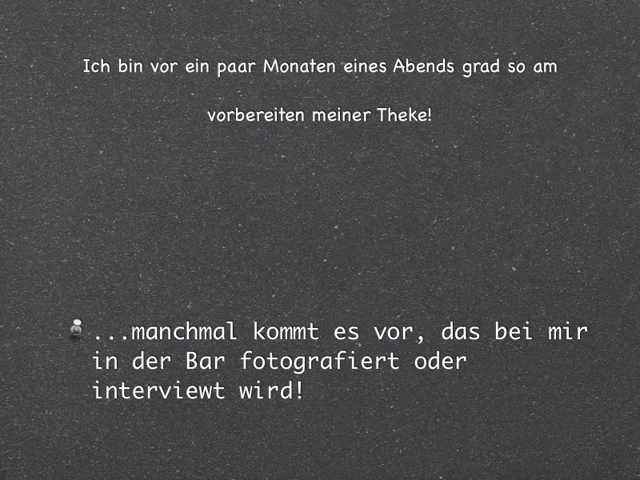 Ich bin vor ein paar Monaten eines Abends grad so am
vorbereiten meiner Theke!
...manchmal kommt es vor, das bei mir
in der Bar fotografiert oder
interviewt wird!